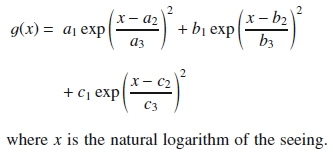 g(x) = a₁ exp((x − a₂)/a₃)² + b₁ exp((x − b₂)/b₃)²
+ c₁ exp((x − c₂)/c₃)²
where x is the natural logarithm of the seeing.